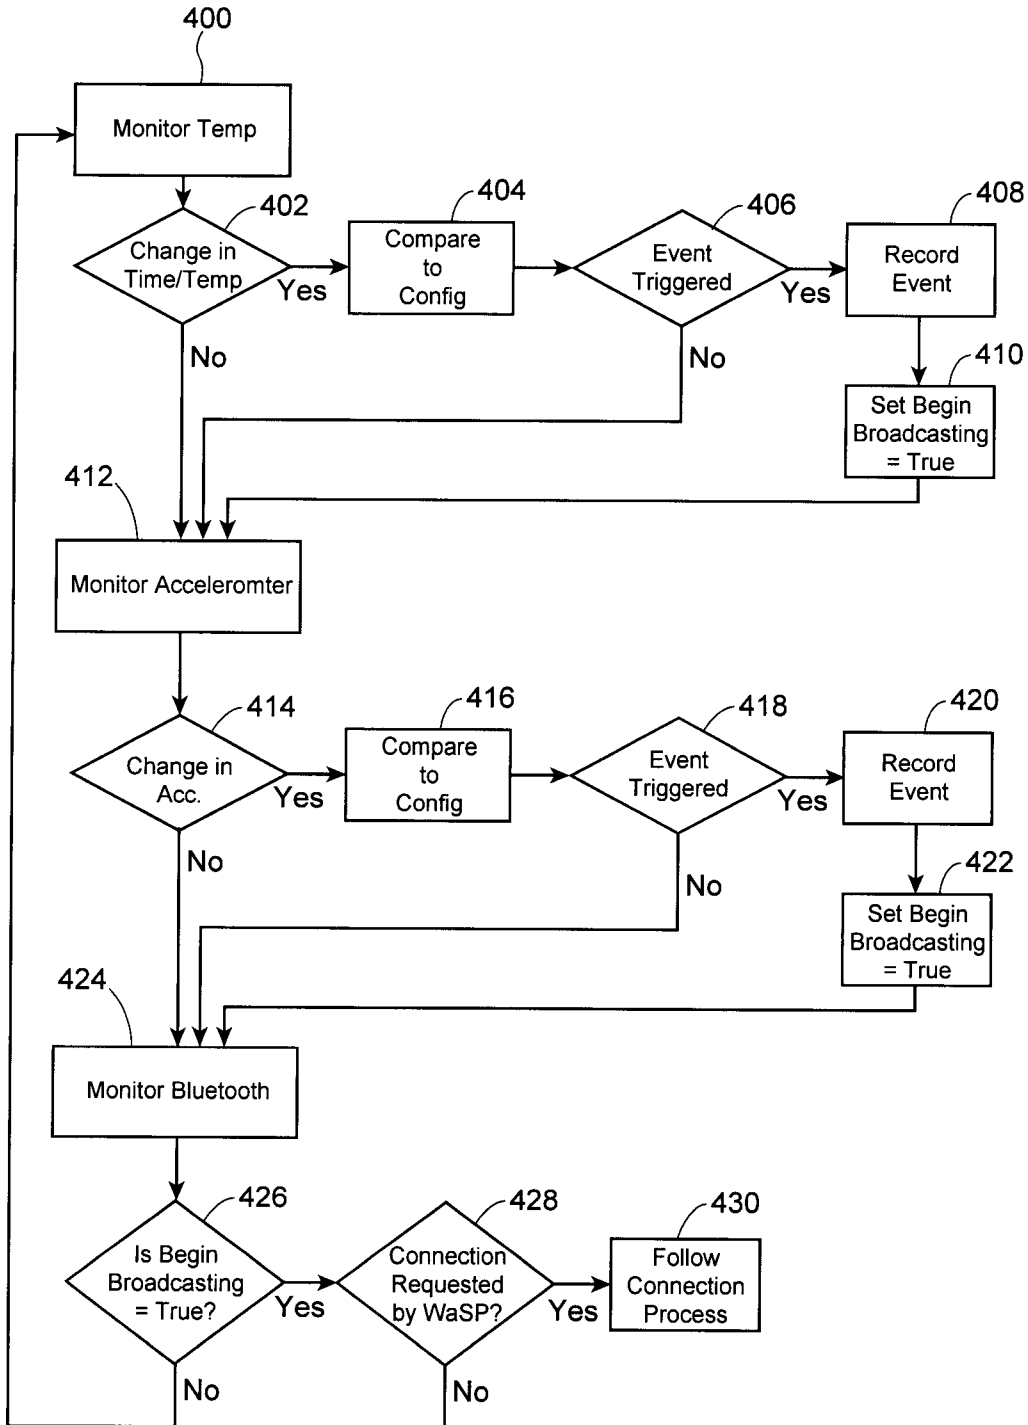 400
Monitor Temp
402
Change in
Time/Temp
Yes
No
404
Compare
to
Config
406
Event
Triggered
Yes
No
408
Record
Event
410
Set Begin
Broadcasting
= True
412
Monitor Acceleromter
414
Change in
Acc.
Yes
No
416
Compare
to
Config
418
Event
Triggered
Yes
No
420
Record
Event
422
Set Begin
Broadcasting
= True
424
Monitor Bluetooth
426
Is Begin
Broadcasting
= True?
Yes
No
428
Connection
Requested
by WaSP?
Yes
No
430
Follow
Connection
Process